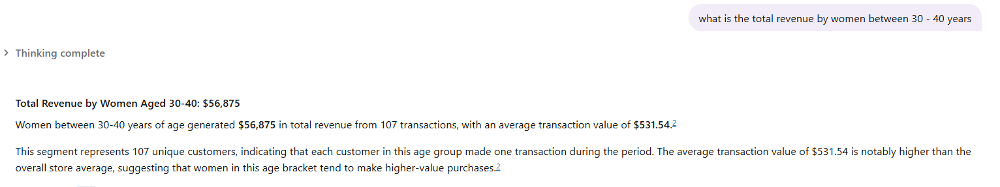 what is the total revenue by women between 30 - 40 years
Thinking complete
Total Revenue by Women Aged 30-40: $56,875
Women between 30-40 years of age generated $56,875 in total revenue from 107 transactions, with an average transaction value of $531.54.2
This segment represents 107 unique customers, indicating that each customer in this age group made one transaction during the period. The average transaction value of $531.54 is notably higher than the
overall store average, suggesting that women in this age bracket tend to make higher-value purchases.2